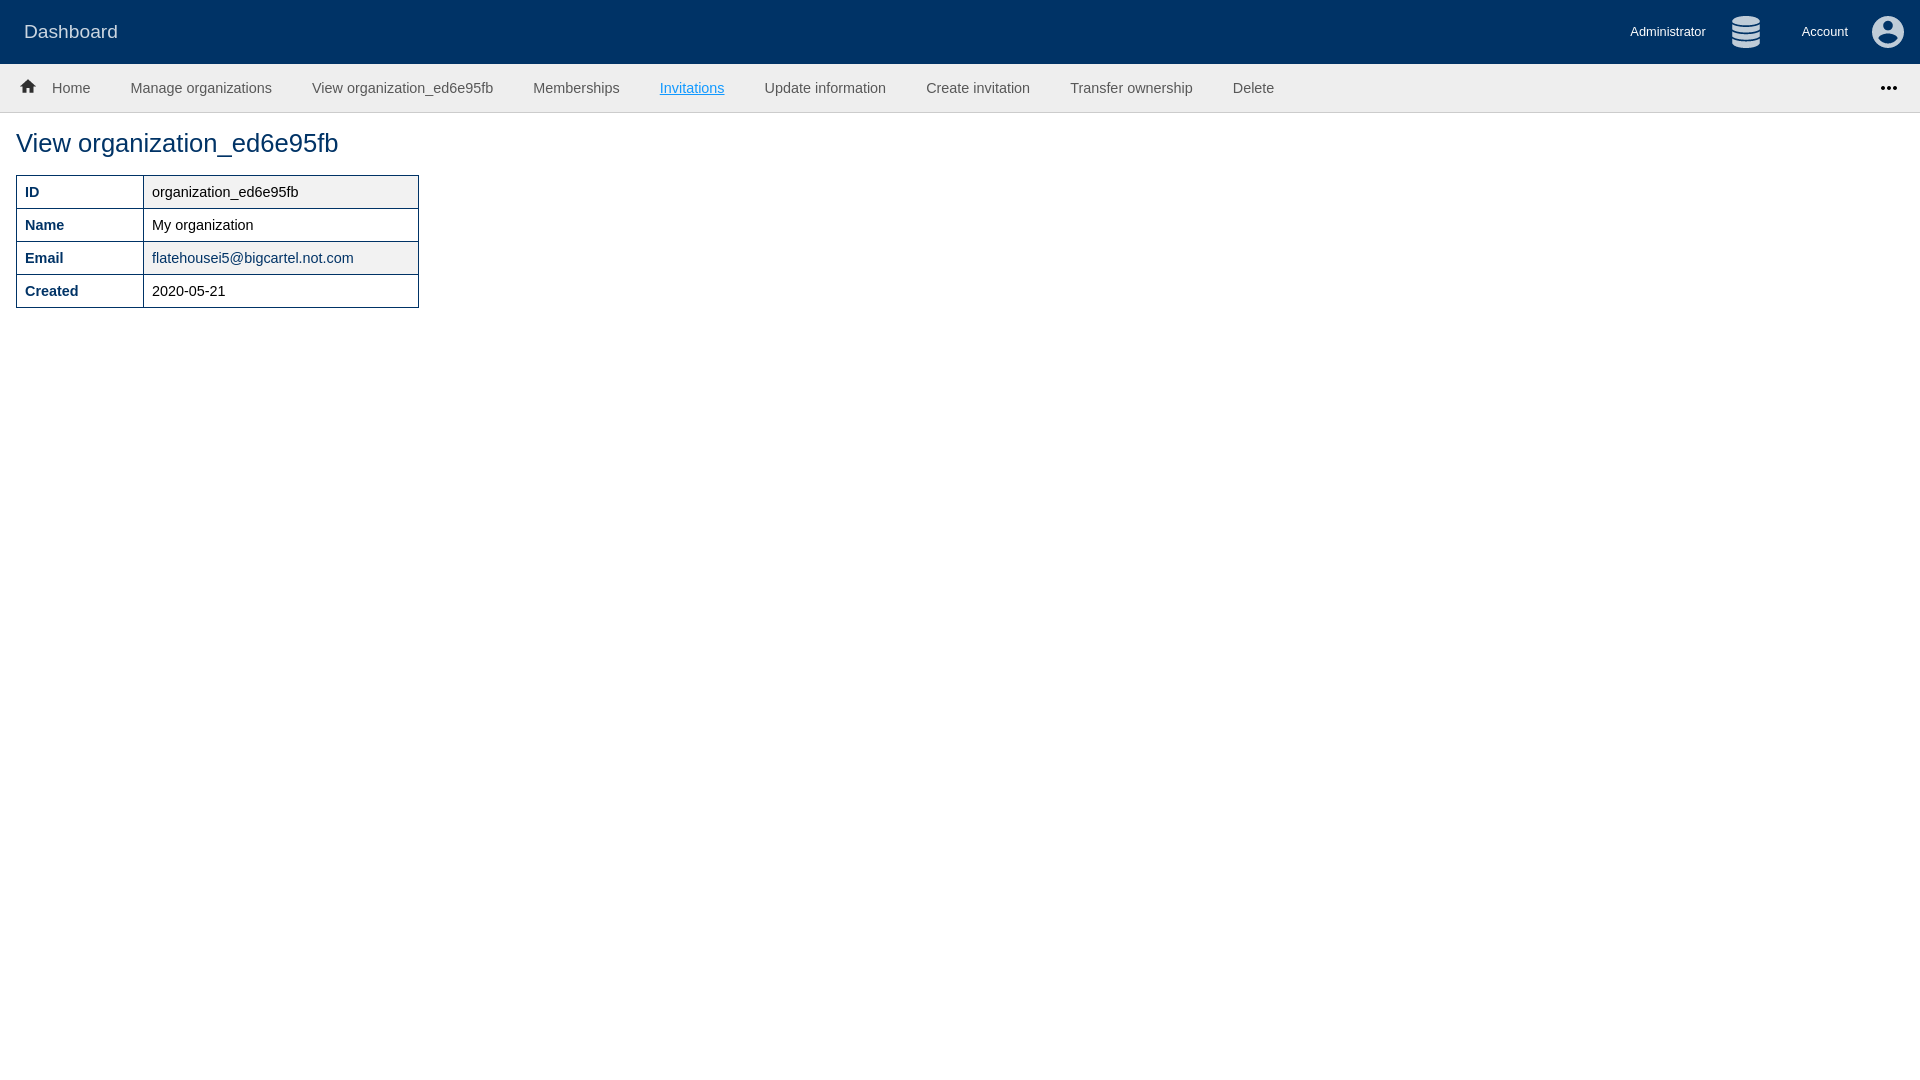 Dashboard
Administrator
Account
Home
Manage organizations
View organization_ed6e95fb
Memberships
Invitations
Update information
Create invitation
Transfer ownership
Delete
View organization_ed6e95fb
ID organization_ed6e95fb
Name My organization
Email flatehousei5@bigcartel.not.com
Created 2020-05-21